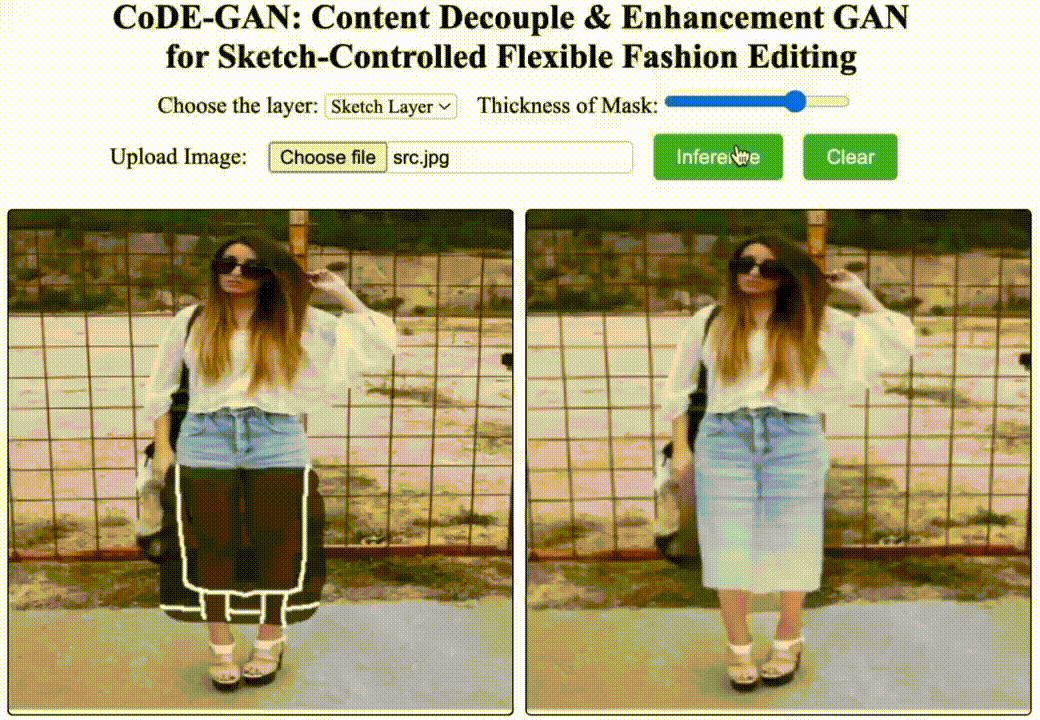 CoDE-GAN: Content Decouple & Enhancement GAN
for Sketch-Controlled Flexible Fashion Editing
Choose the layer: Sketch Layer Thickness of Mask:
Upload Image: Choose file src.jpg Inference Clear